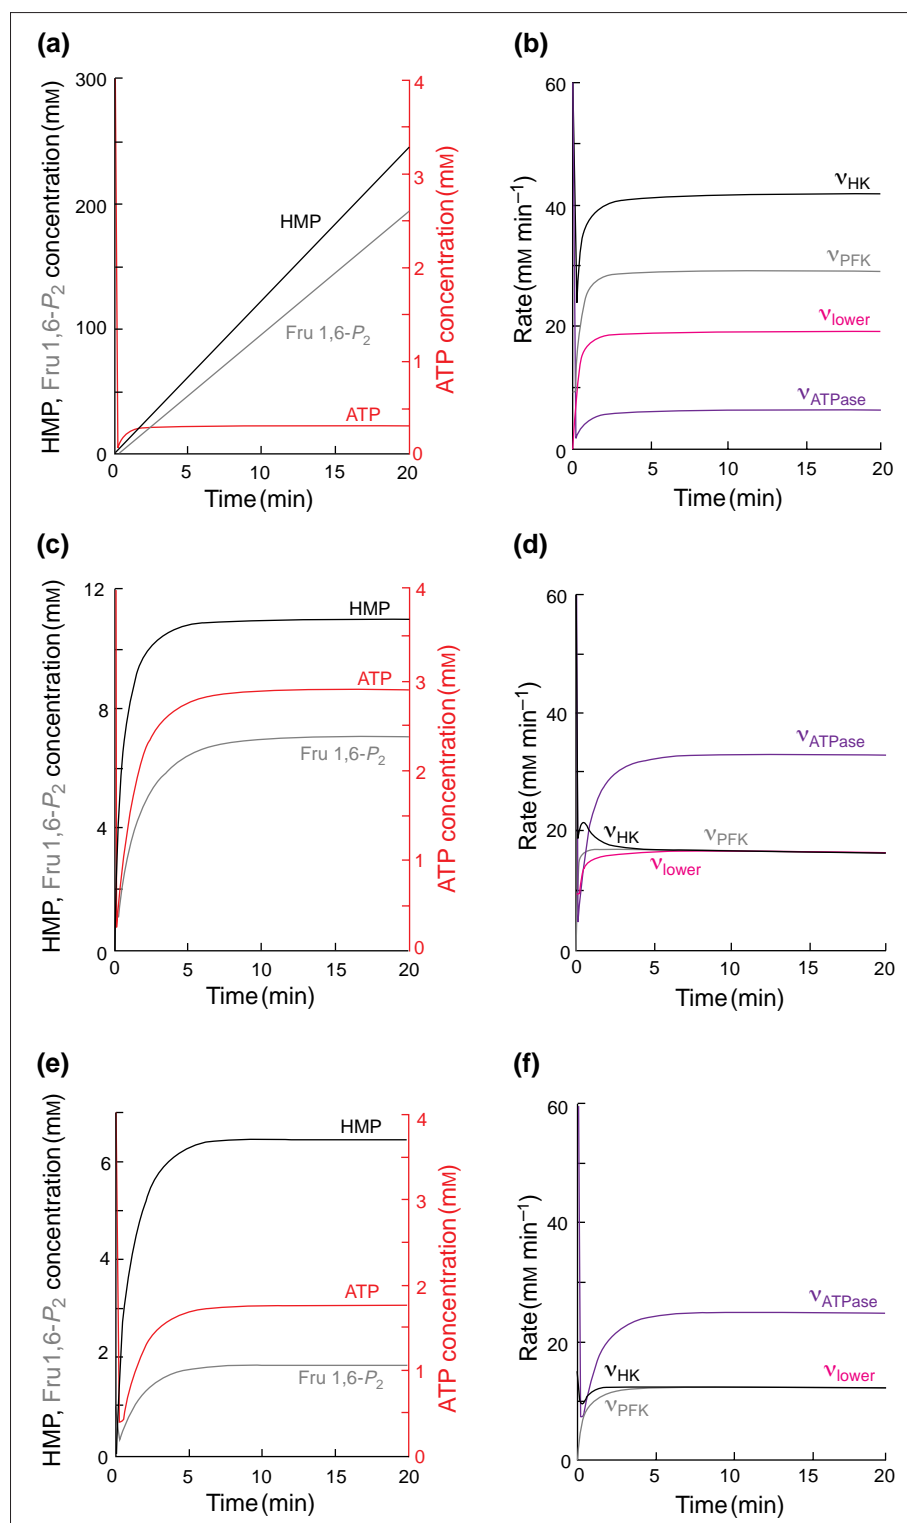 (a)
HMP, Fru 1,6-P2 concentration (mM)
300
200
100
0
HMP
Fru 1,6-P2
ATP
4
3
2
1
0
ATP concentration (mM)
0 5 10 15 20
Time (min)
(b)
Rate (mM min−1)
60
40
20
0
νHK
νPFK
νlower
νATPase
0 5 10 15 20
Time (min)
(c)
HMP, Fru 1,6-P2 concentration (mM)
12
8
4
0
HMP
ATP
Fru 1,6-P2
4
3
2
1
0
ATP concentration (mM)
0 5 10 15 20
Time (min)
(d)
Rate (mM min−1)
60
40
20
0
νATPase
νHK
νPFK
νlower
0 5 10 15 20
Time (min)
(e)
HMP, Fru 1,6-P2 concentration (mM)
6
4
2
0
HMP
ATP
Fru 1,6-P2
4
3
2
1
0
ATP concentration (mM)
0 5 10 15 20
Time (min)
(f)
Rate (mM min−1)
60
40
20
0
νATPase
νHK
νlower
νPFK
0 5 10 15 20
Time (min)